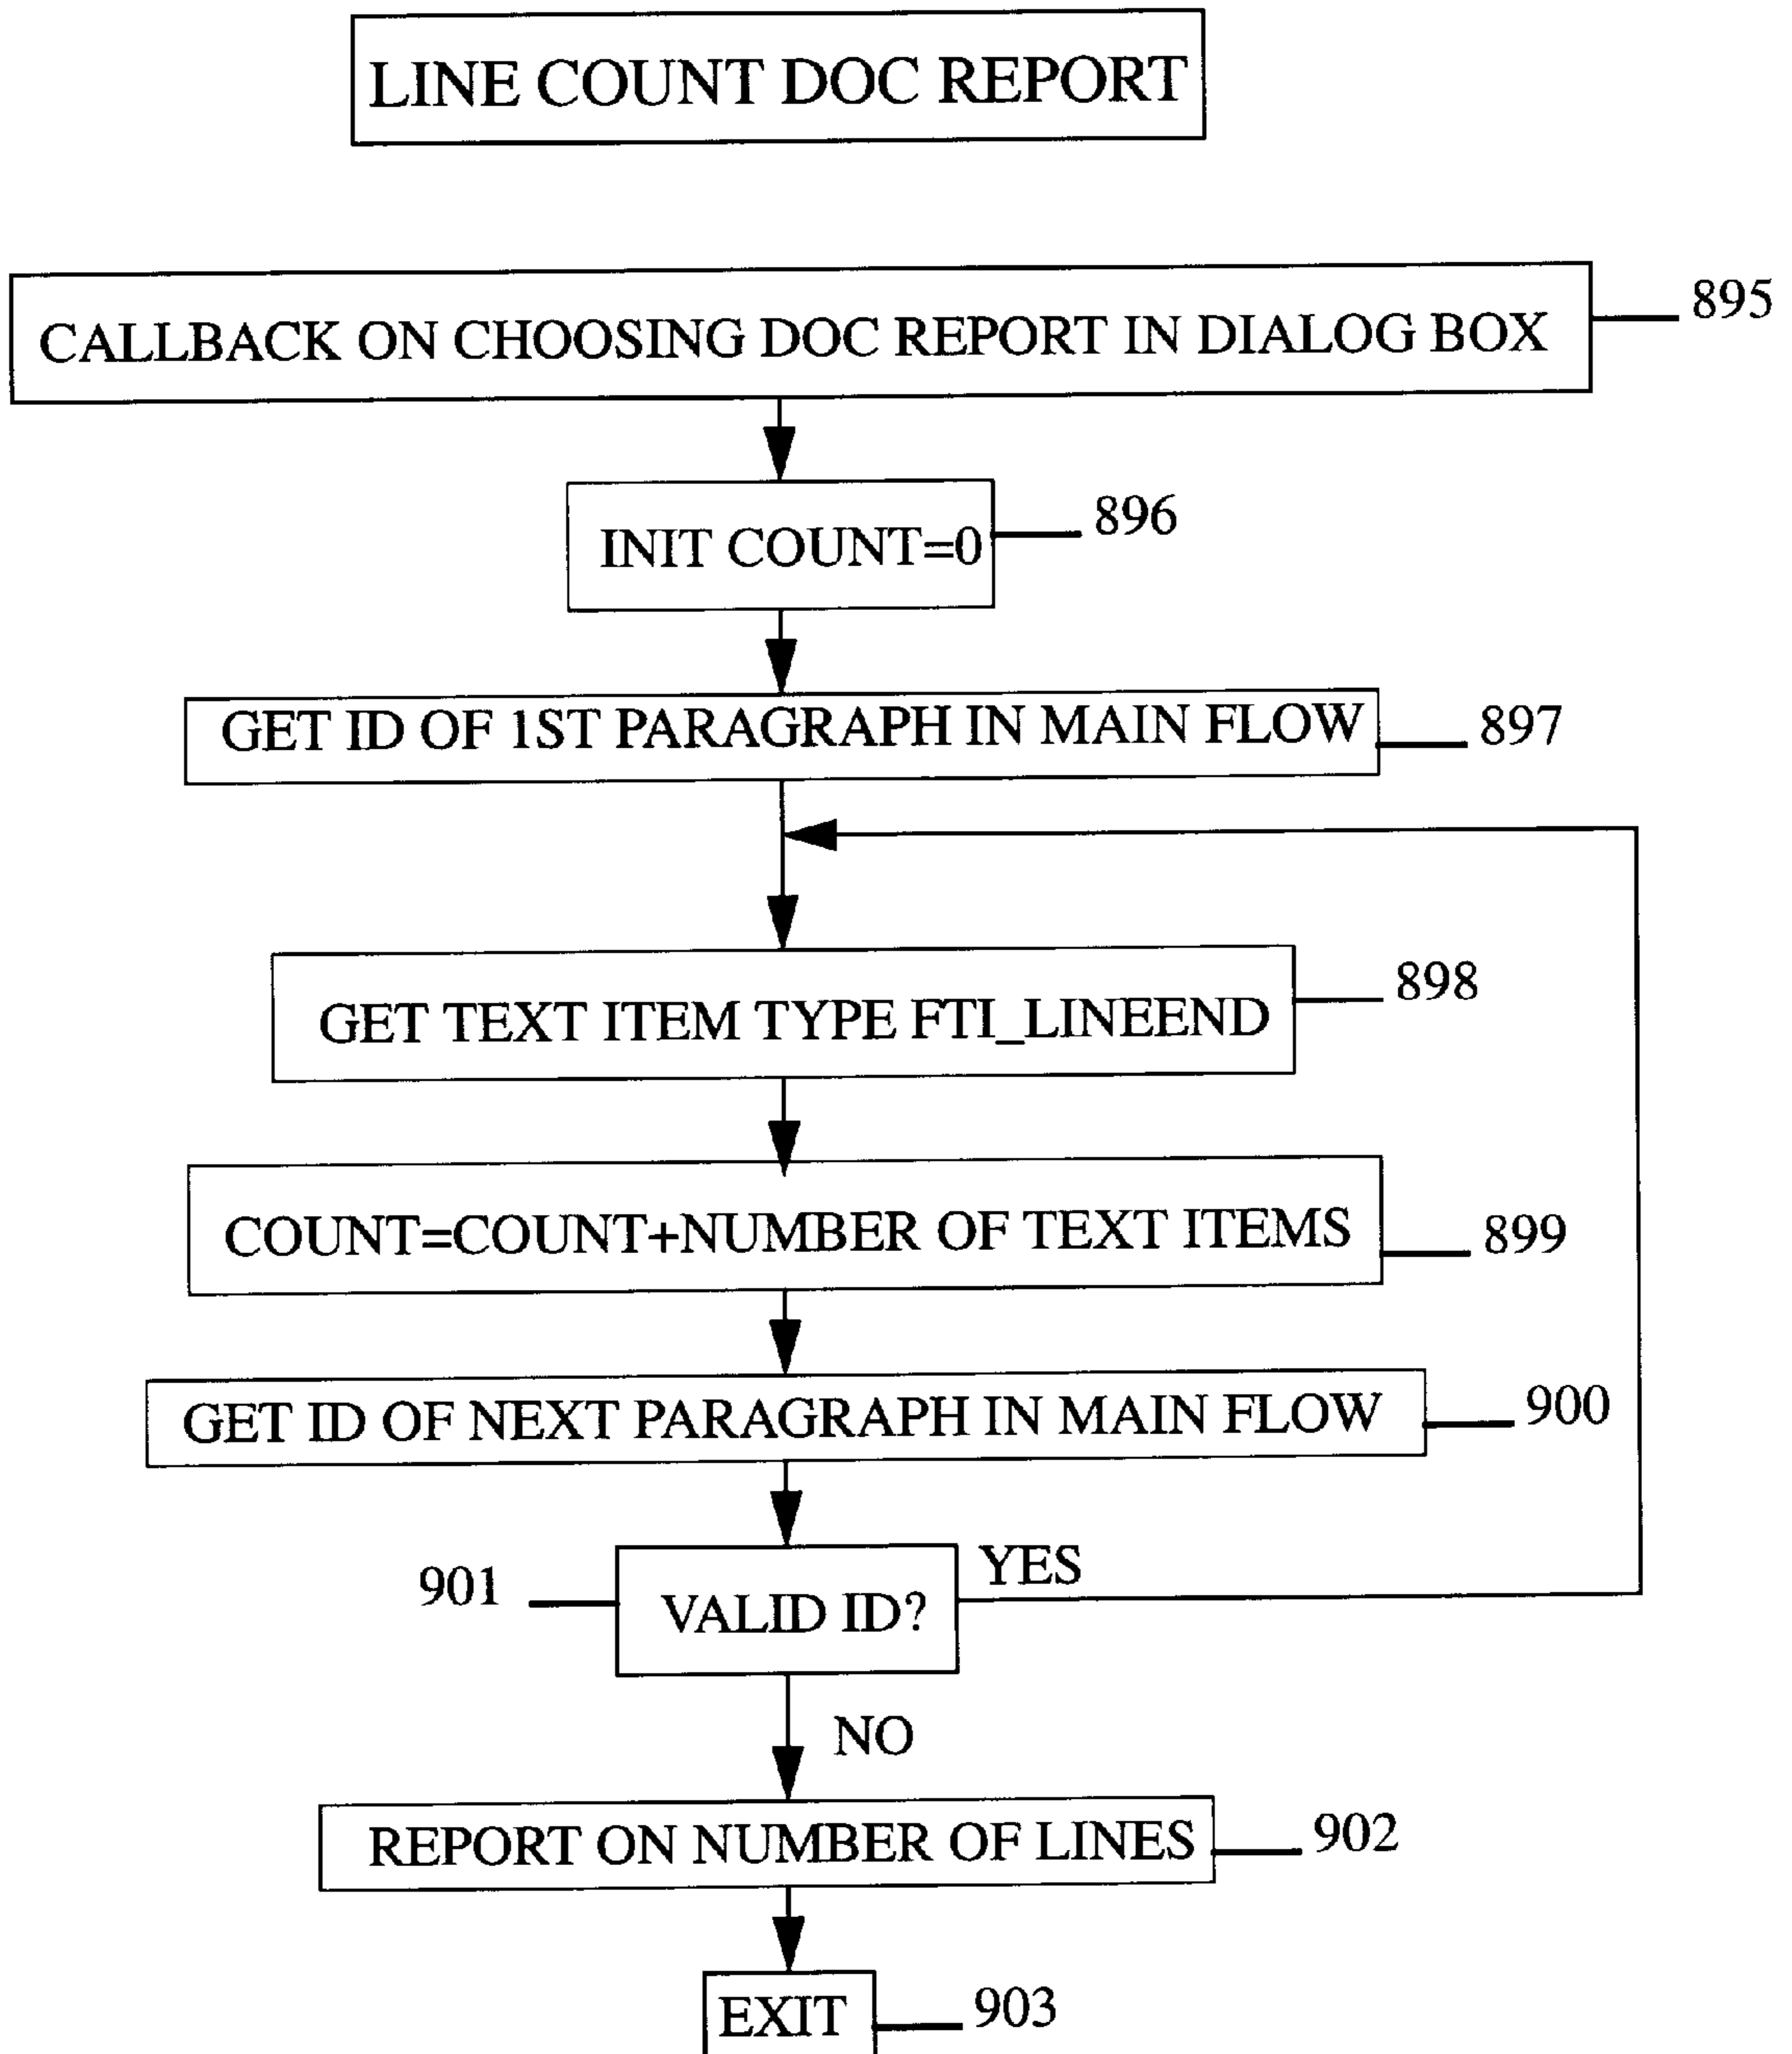 LINE COUNT DOC REPORT
CALLBACK ON CHOOSING DOC REPORT IN DIALOG BOX
895
INIT COUNT=0
896
GET ID OF 1ST PARAGRAPH IN MAIN FLOW
897
GET TEXT ITEM TYPE FTI_LINEEND
898
COUNT=COUNT+NUMBER OF TEXT ITEMS
899
GET ID OF NEXT PARAGRAPH IN MAIN FLOW
900
901
VALID ID?
YES
NO
REPORT ON NUMBER OF LINES
902
EXIT
903